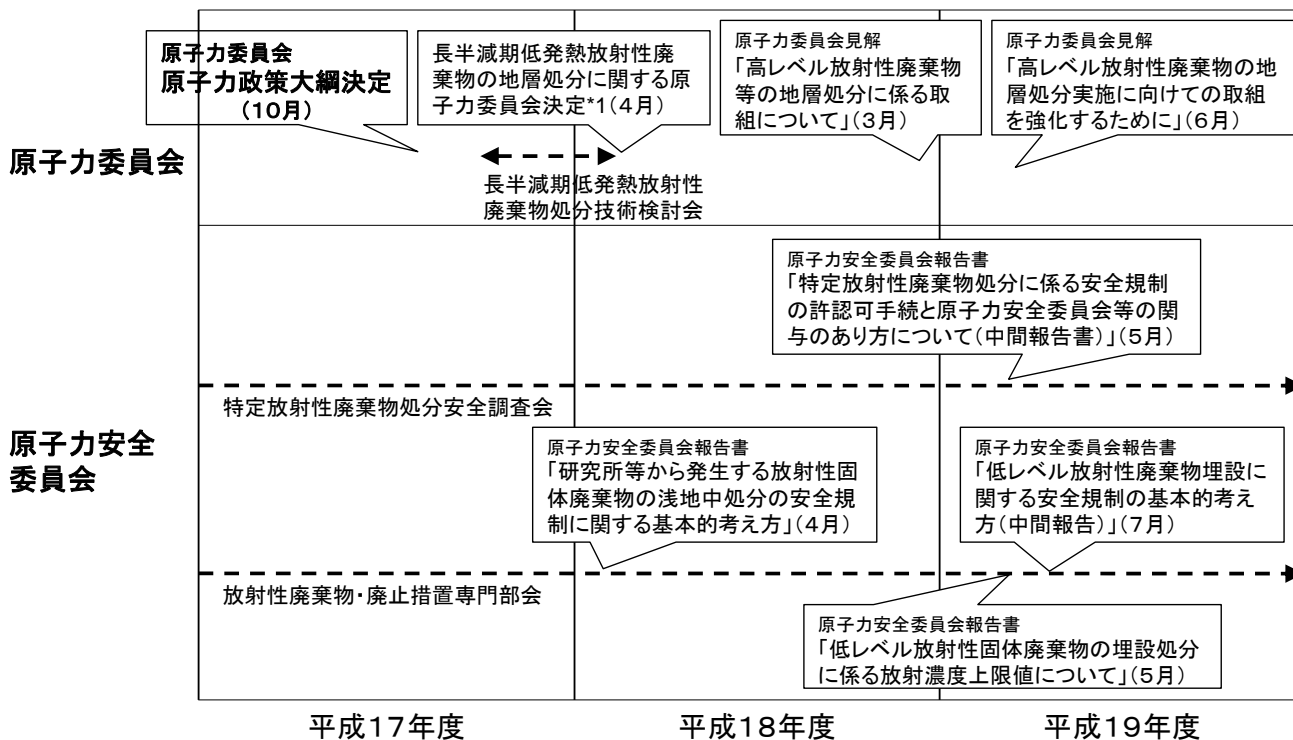 原子力委員会
原子力委員会
原子力政策大綱決定
(10月)
長半減期低発熱放射性廃
棄物の地層処分に関する原
子力委員会決定*1(4月)
原子力委員会見解
「高レベル放射性廃棄物
等の地層処分に係る取
組について」(3月)
原子力委員会見解
「高レベル放射性廃棄物の地
層処分実施に向けての取組
を強化するために」(6月)
長半減期低発熱放射性
廃棄物処分技術検討会
原子力安全
委員会
原子力安全委員会報告書
「特定放射性廃棄物処分に係る安全規制
の許認可手続と原子力安全委員会等の関
与のあり方について(中間報告書)」(5月)
特定放射性廃棄物処分安全調査会
原子力安全委員会報告書
「研究所等から発生する放射性固
体廃棄物の浅地中処分の安全規
制に関する基本的考え方」(4月)
原子力安全委員会報告書
「低レベル放射性廃棄物埋設に
関する安全規制の基本的考え
方(中間報告)」(7月)
放射性廃棄物・廃止措置専門部会
原子力安全委員会報告書
「低レベル放射性固体廃棄物の埋設処分
に係る放射濃度上限値について」(5月)
平成17年度
平成18年度
平成19年度